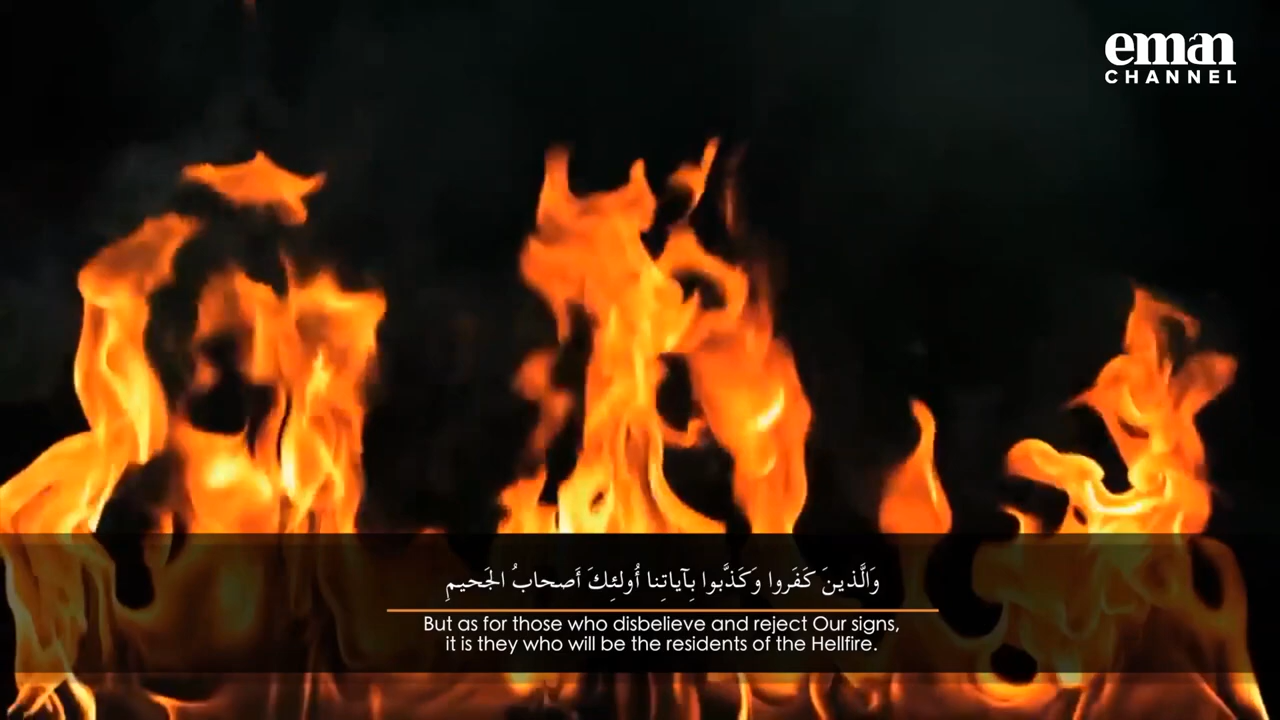 eman
CHANNEL
وَالَّذينَ كَفَروا وَكَذَّبوا بِآياتِنا أُولئِكَ أَصحابُ الجَحيمِ
But as for those who disbelieve and reject Our signs,
it is they who will be the residents of the Hellfire.